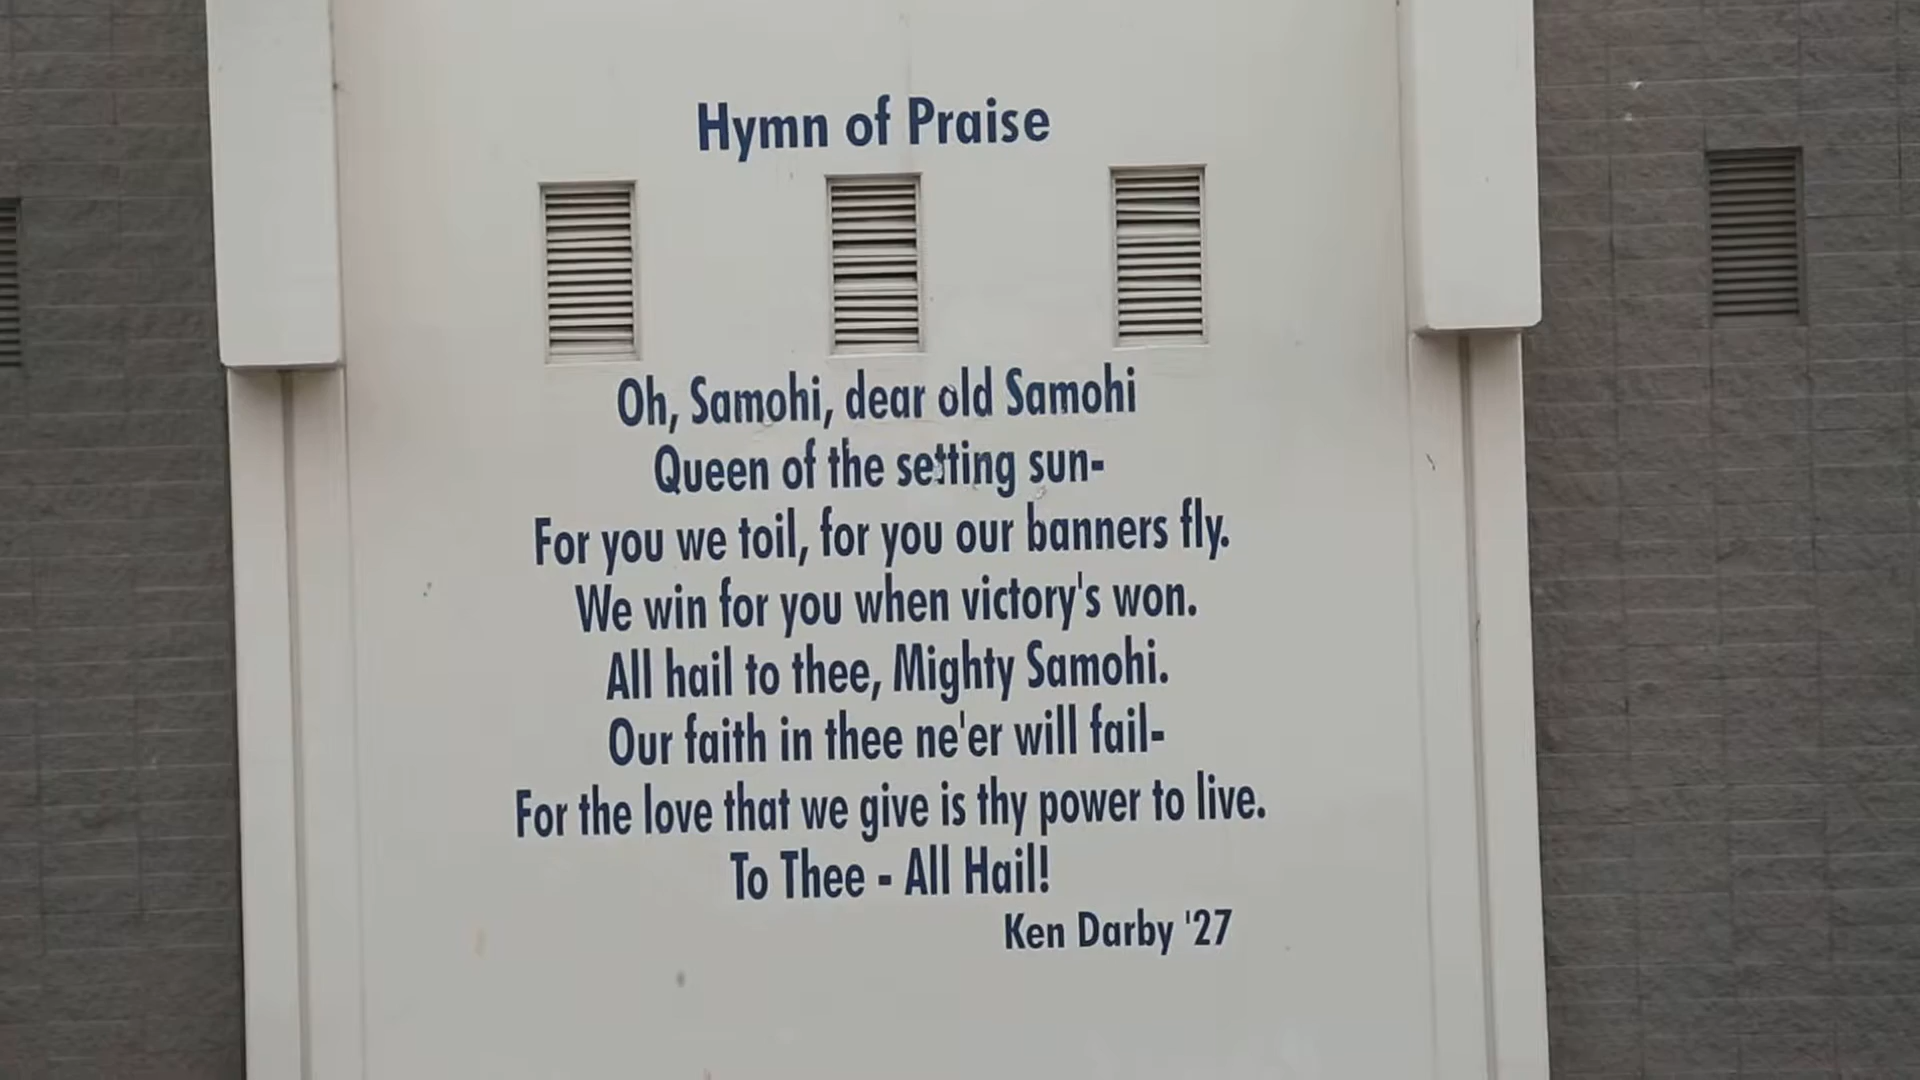 Hymn of Praise
Oh, Samohi, dear old Samohi
Queen of the setting sun-
For you we toil, for you our banners fly.
We win for you when victory's won.
All hail to thee, Mighty Samohi.
Our faith in thee ne'er will fail-
For the love that we give is thy power to live.
To Thee - All Hail!
Ken Darby '27